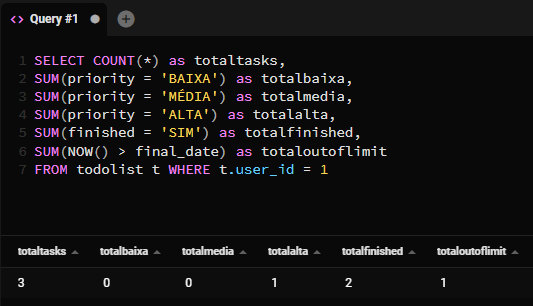 Query #1
1 SELECT COUNT(*) as totaltasks,
2 SUM(priority = 'BAIXA') as totalbaixa,
3 SUM(priority = 'MÉDIA') as totalmedia,
4 SUM(priority = 'ALTA') as totalalta,
5 SUM(finished = 'SIM') as totalfinished,
6 SUM(NOW() > final_date) as totaloutoflimit
7 FROM todolist t WHERE t.user_id = 1
totaltasks totalbaixa totalmedia totalalta totalfinished totaloutoflimit
3 0 0 1 2 1